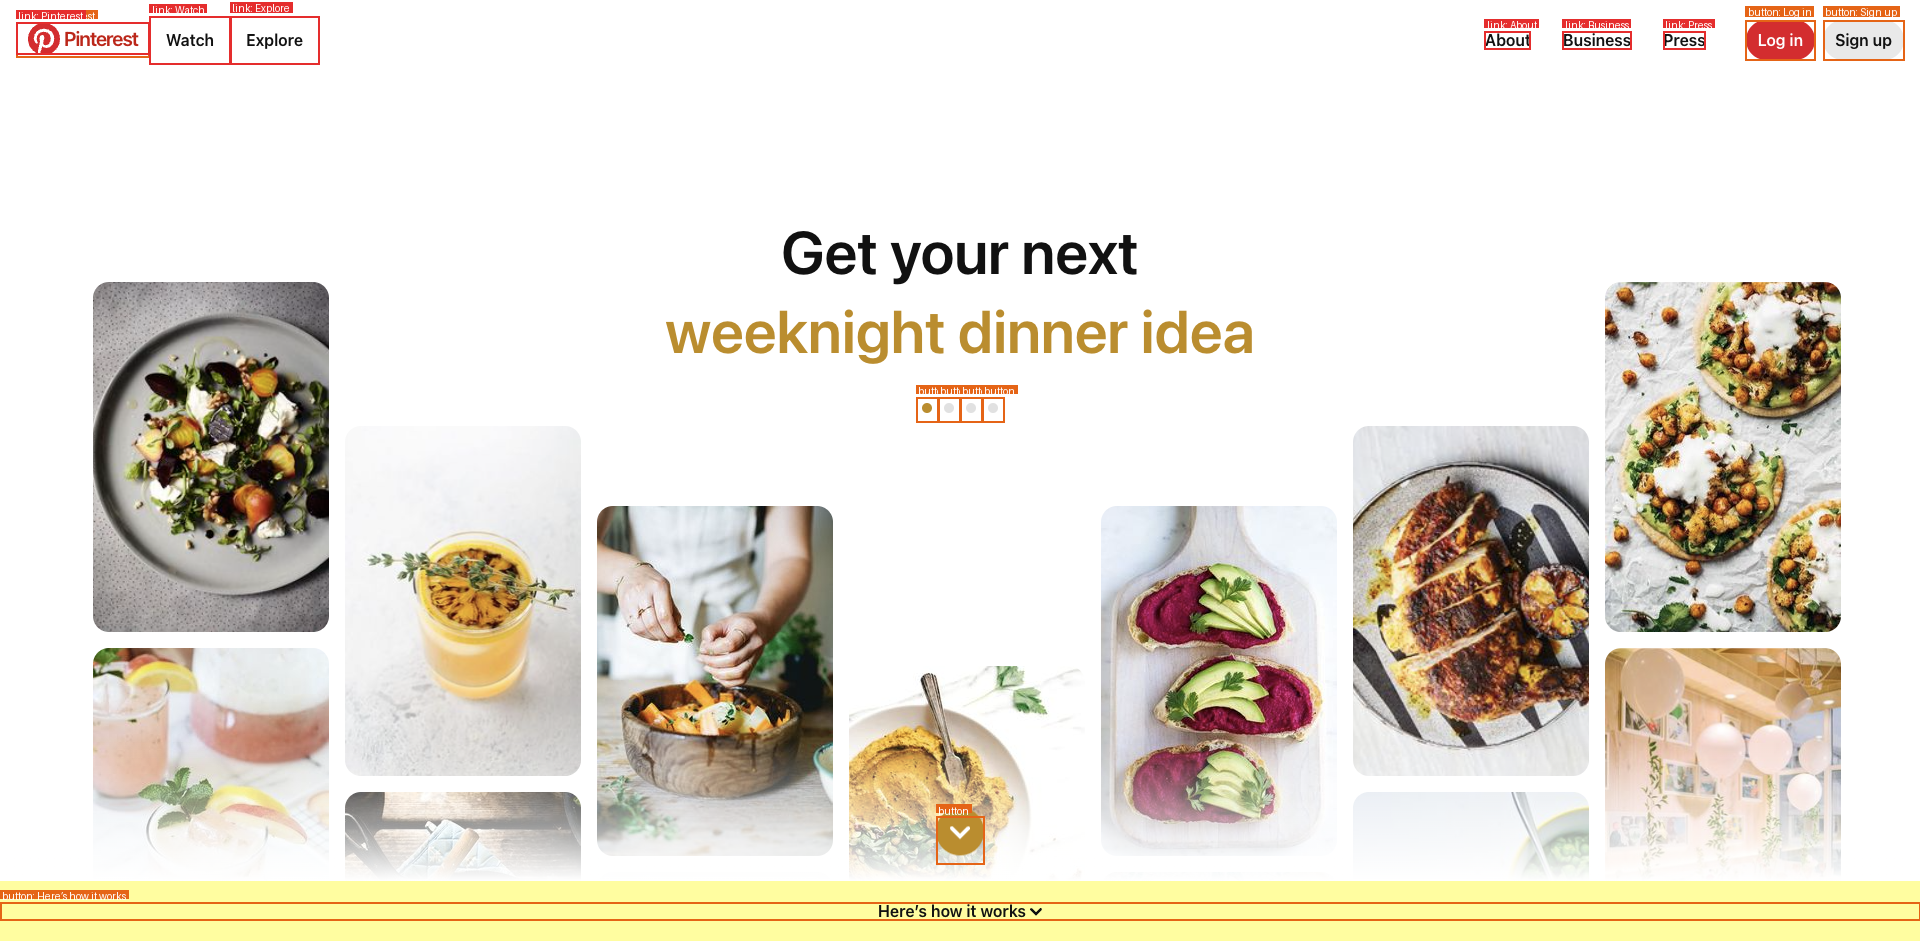 link: Pinterest
Pinterest
link: Watch
Watch
link: Explore
Explore
link: About
About
link: Business
Business
link: Press
Press
button: Log in
Log in
button: Sign up
Sign up
Get your next
weeknight dinner idea
button
button
button: Here's how it works
Here's how it works